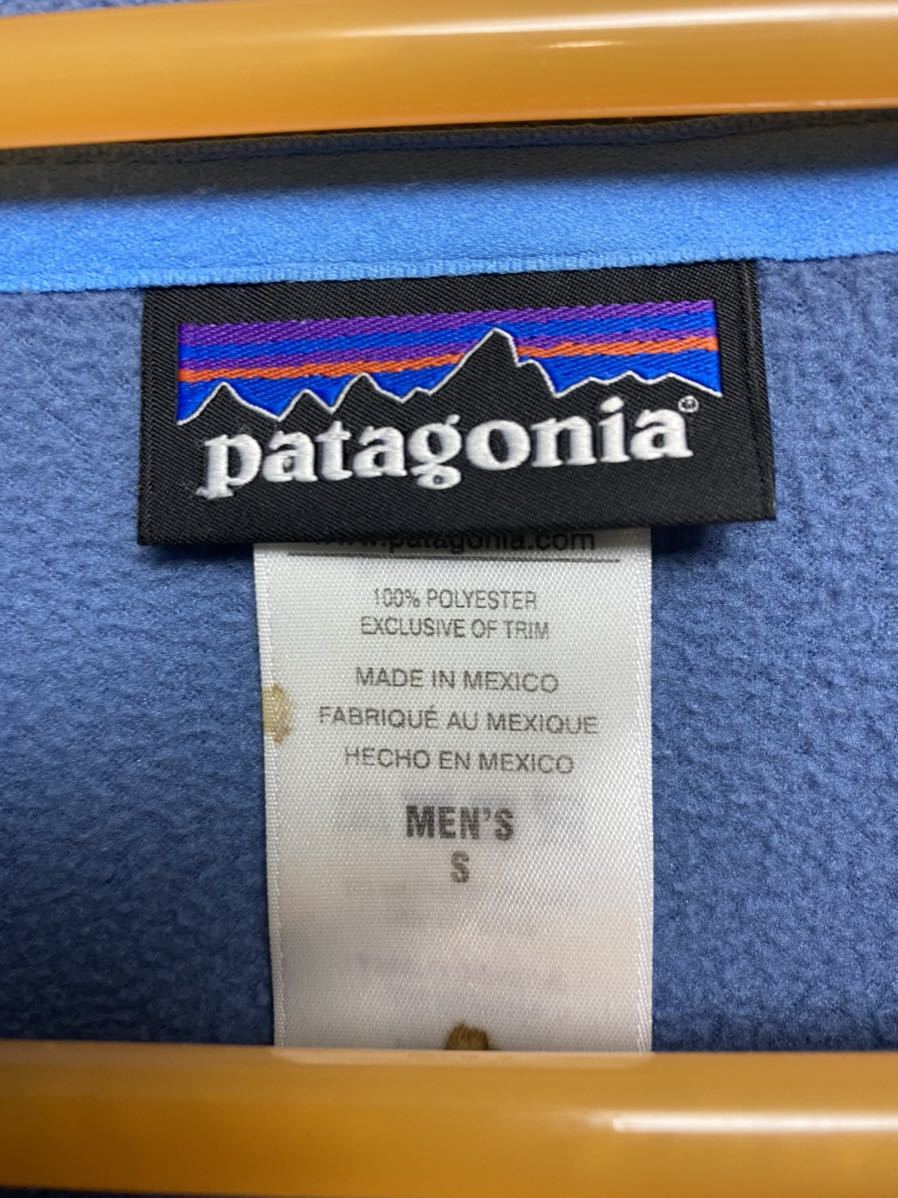 patagonia®
www.patagonia.com
100% POLYESTER
EXCLUSIVE OF TRIM
MADE IN MEXICO
FABRIQUÉ AU MEXIQUE
HECHO EN MEXICO
MEN'S
S